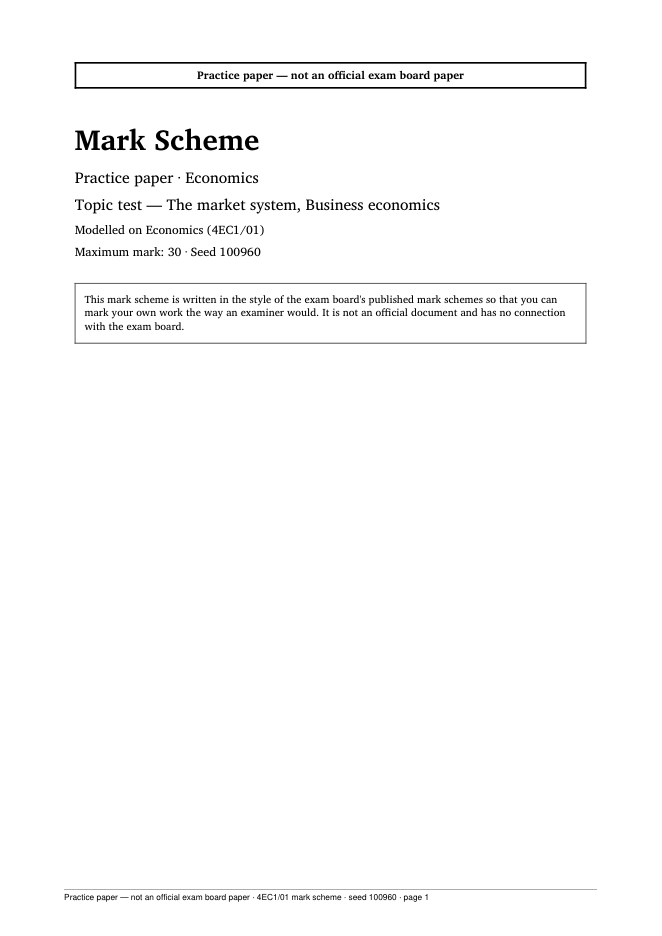 Practice paper — not an official exam board paper
Mark Scheme
Practice paper · Economics
Topic test — The market system, Business economics
Modelled on Economics (4EC1/01)
Maximum mark: 30 · Seed 100960
This mark scheme is written in the style of the exam board's published mark schemes so that you can
mark your own work the way an examiner would. It is not an official document and has no connection
with the exam board.
Practice paper — not an official exam board paper · 4EC1/01 mark scheme · seed 100960 · page 1